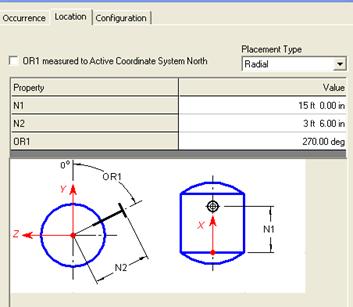 Occurrence Location Configuration
Placement Type
OR1 measured to Active Coordinate System North
Radial
Property Value
N1 15 ft 0.00 in
N2 3 ft 6.00 in
OR1 270.00 deg
0°
OR1
Y
Z
N2
X
N1